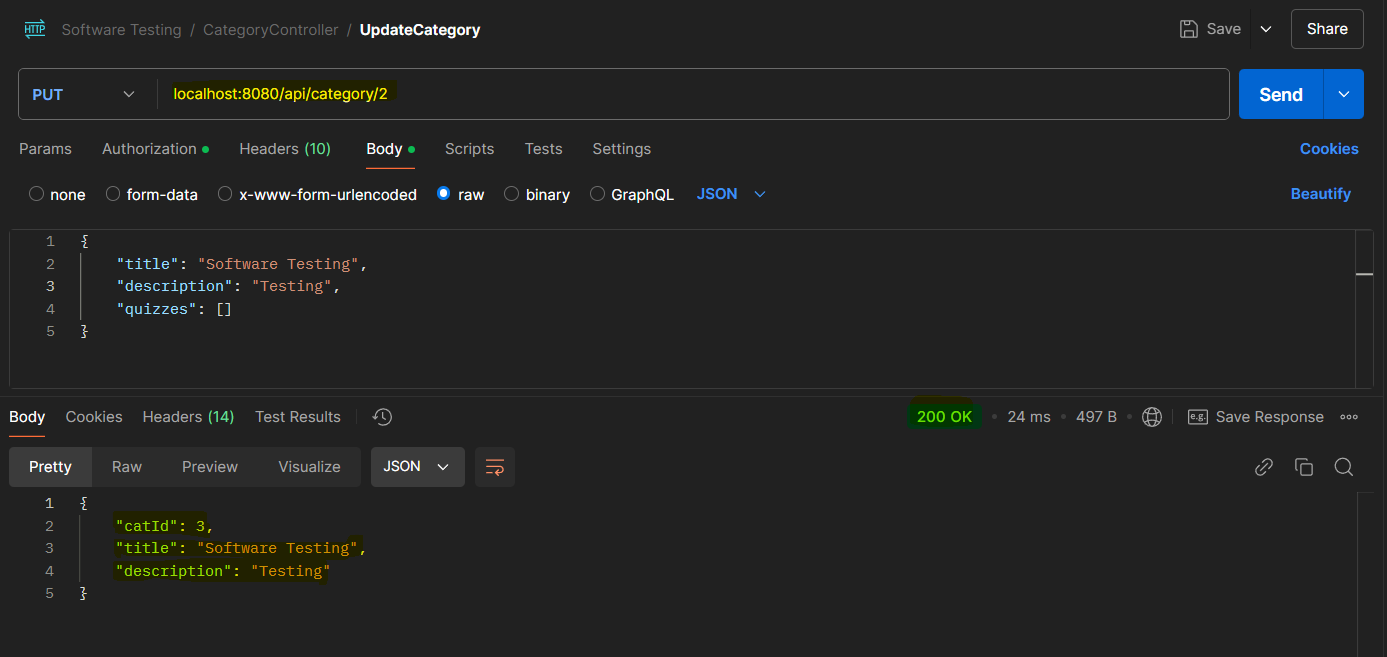 HTTP Software Testing / CategoryController / UpdateCategory Save Share
PUT localhost:8080/api/category/2 Send
Params Authorization Headers (10) Body Scripts Tests Settings Cookies
none form-data x-www-form-urlencoded raw binary GraphQL JSON Beautify
1 {
2 "title": "Software Testing",
3 "description": "Testing",
4 "quizzes": []
5 }
Body Cookies Headers (14) Test Results 200 OK • 24 ms • 497 B • e.g. Save Response
Pretty Raw Preview Visualize JSON
1 {
2 "catId": 3,
3 "title": "Software Testing",
4 "description": "Testing"
5 }